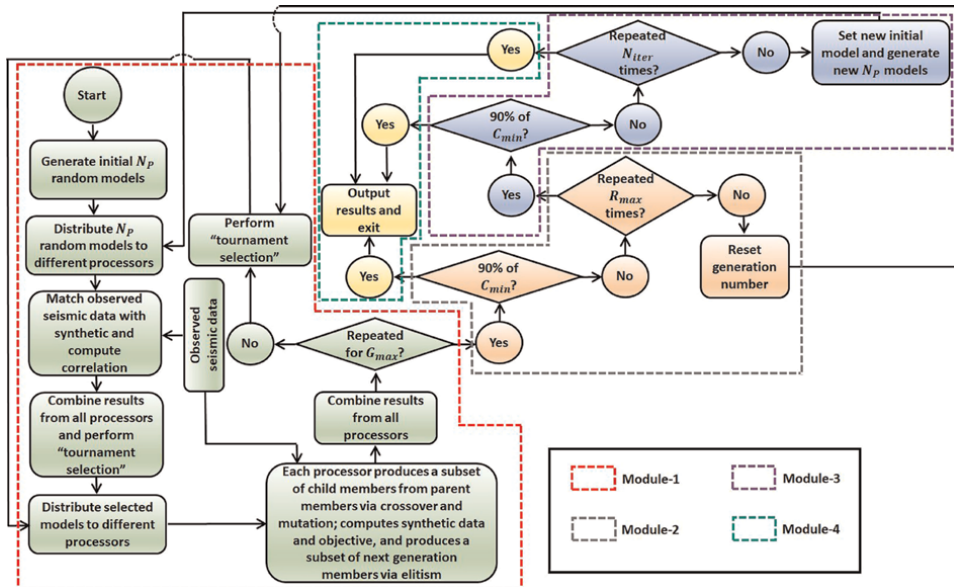 Start
Generate initial N_P
random models
Distribute N_P
random models to
different processors
Match observed
seismic data with
synthetic and
compute
correlation
Combine results
from all processors
and perform
“tournament
selection”
Distribute selected
models to different
processors
Observed
seismic data
Perform
“tournament
selection”
No
Repeated
for G_max?
Combine results
from all
processors
Each processor produces a subset
of child members from parent
members via crossover and
mutation; computes synthetic data
and objective, and produces a
subset of next generation
members via elitism
Yes
90% of
C_min?
Yes
No
Repeated
R_max
times?
No
Reset
generation
number
Yes
90% of
C_min?
Yes
No
Repeated
N_iter
times?
Yes
No
Set new initial
model and generate
new N_P models
Output
results and
exit
Module-1
Module-2
Module-3
Module-4